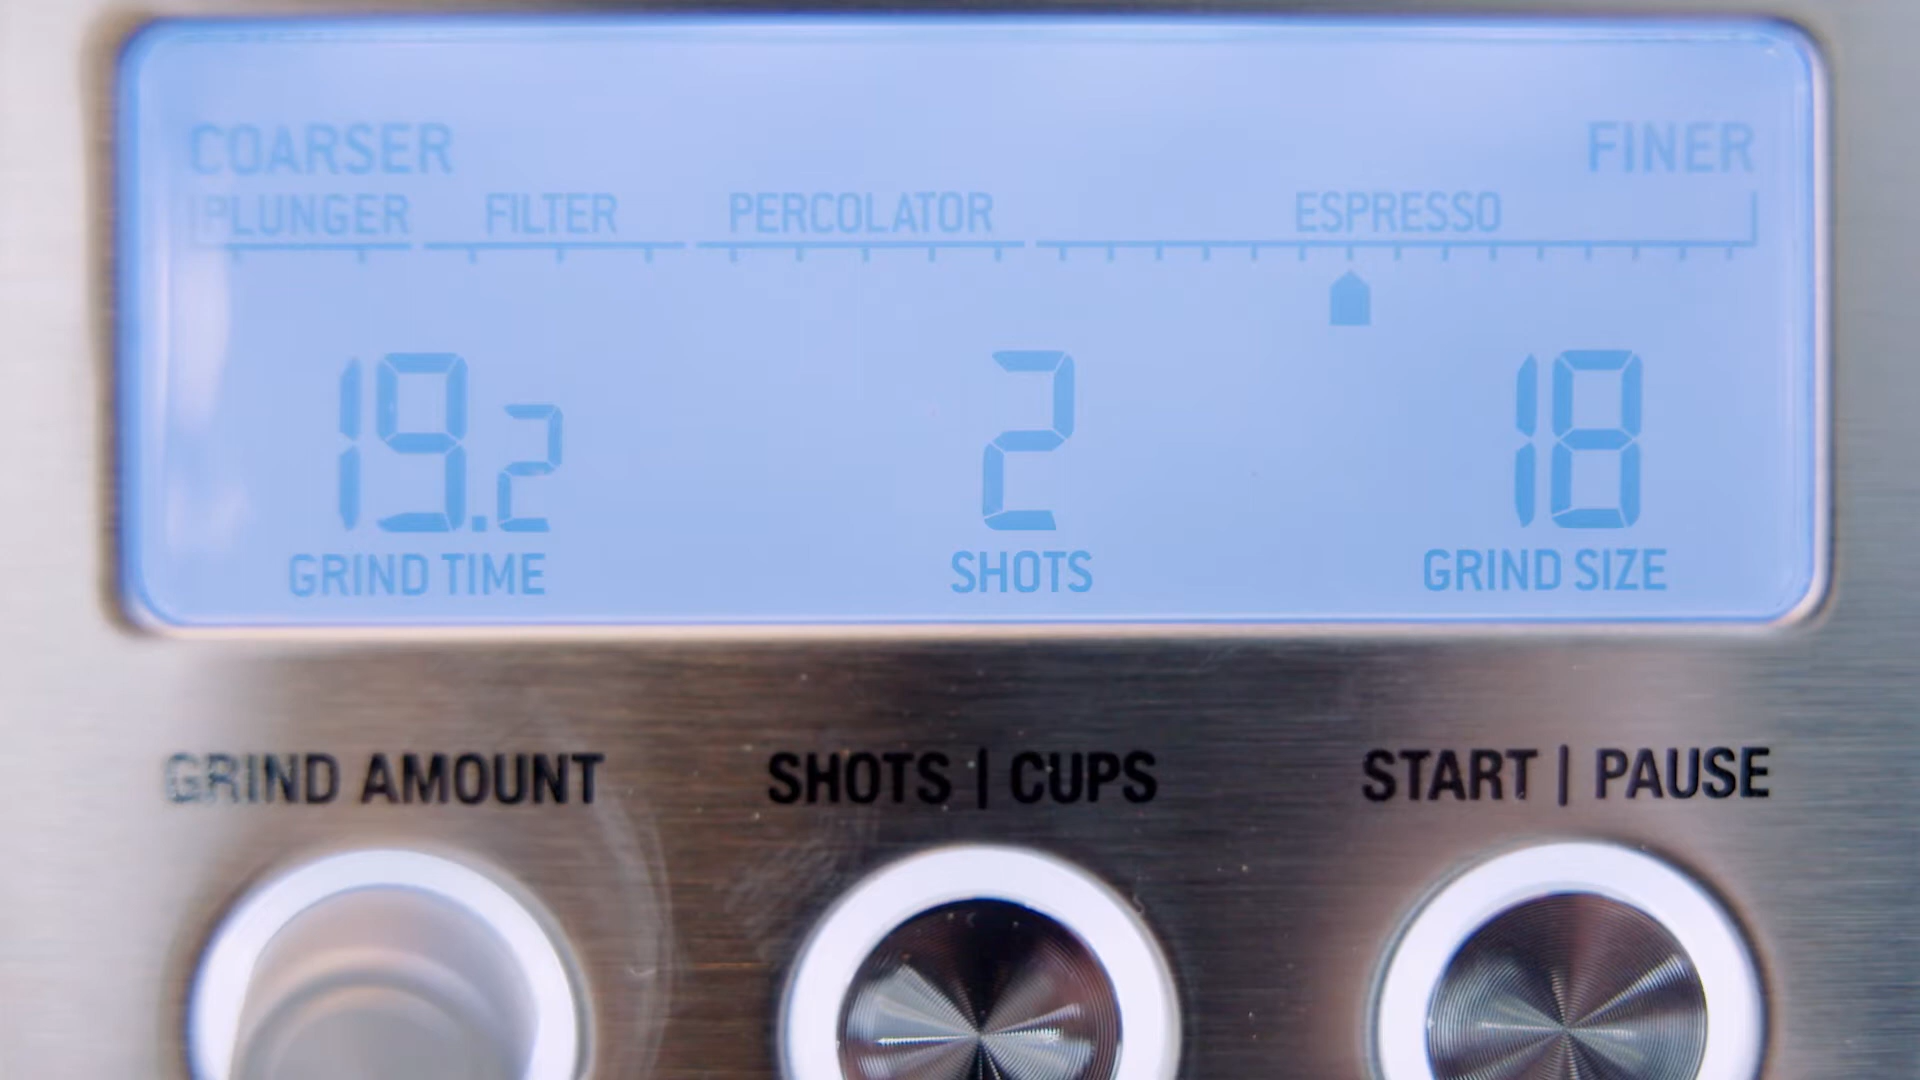 COARSER FINER
PLUNGER FILTER PERCOLATOR ESPRESSO
19.2 2 18
GRIND TIME SHOTS GRIND SIZE
GRIND AMOUNT SHOTS | CUPS START | PAUSE